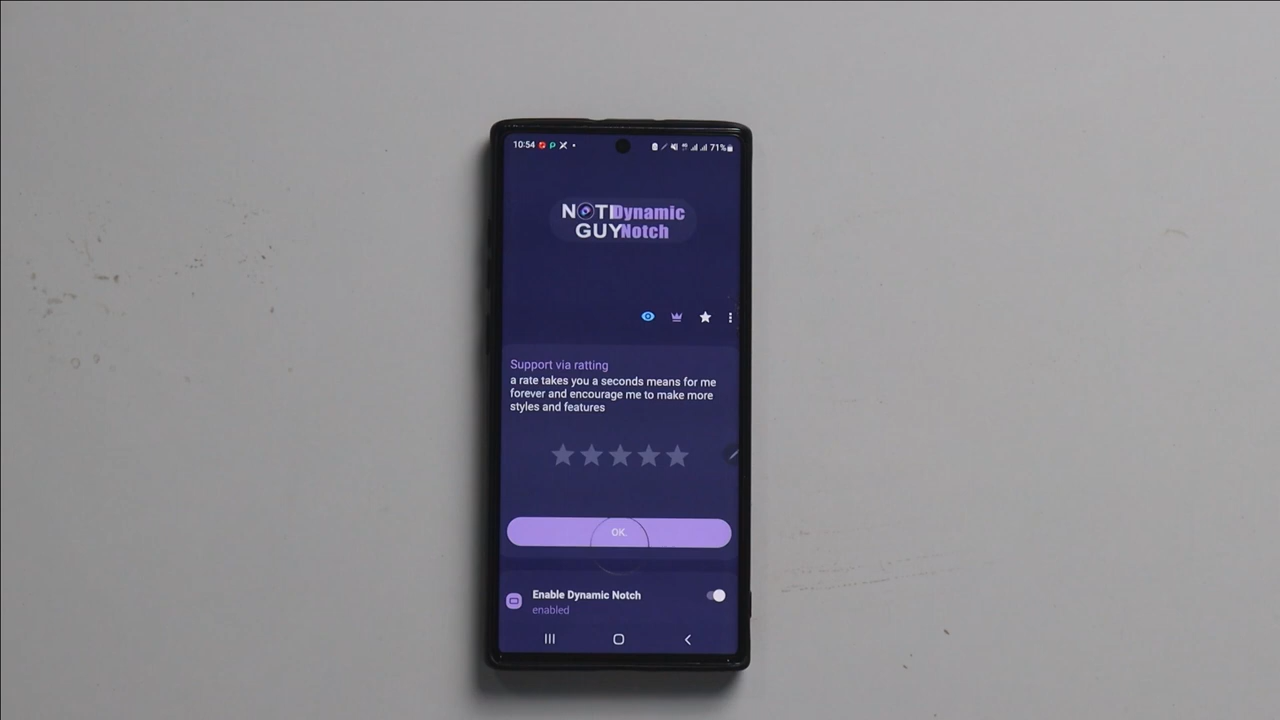 10:54
71%
NOTI Dynamic
GUY Notch
Support via ratting
a rate takes you a seconds means for me
forever and encourage me to make more
styles and features
OK.
Enable Dynamic Notch
enabled